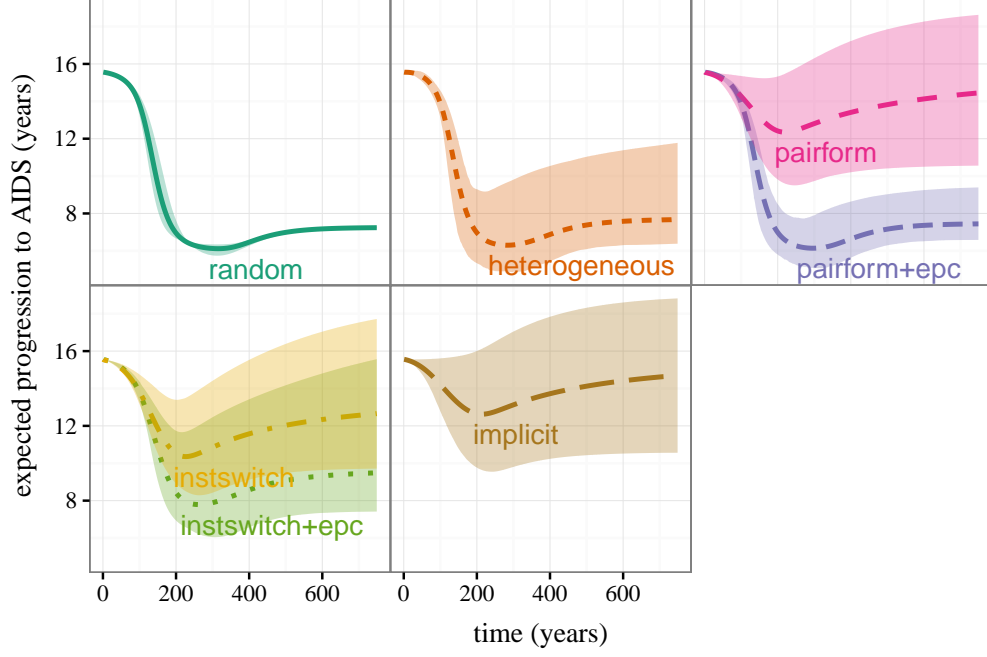 expected progression to AIDS (years)
16
12
8
random
heterogeneous
pairform
pairform+epc
16
12
8
instswitch
instswitch+epc
implicit
0 200 400 600
0 200 400 600
time (years)